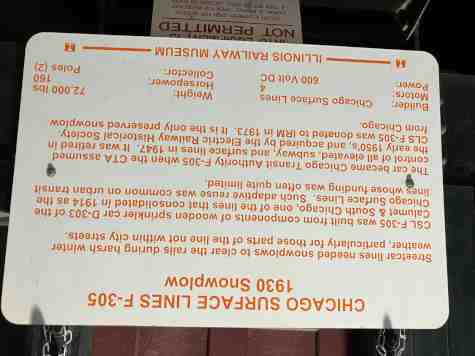 CHICAGO SURFACE LINES F-305
1930 Snowplow
Streetcar lines needed snowplows to clear the rails during harsh winter
weather, particularly for those parts of the line not within city streets.
CSL F-305 was built from components of wooden sprinkler car D-303 of the
Calumet & South Chicago, one of the lines that consolidated in 1914 as the
Chicago Surface Lines. Such adaptive reuse was common on urban transit
lines whose funding was often quite limited.
The car became Chicago Transit Authority F-305 when the CTA assumed
control of all elevated, subway, and surface lines in 1947. It was retired in
the early 1950's, and acquired by the Electric Railway Historical Society.
CLS F-305 was donated to IRM in 1973. It is the only preserved snowplow
from Chicago.
Builder: Chicago Surface Lines Weight: 72,000 lbs
Motors: 4 Horsepower: 160
Power: 600 Volt DC Collector: Poles (2)
ILLINOIS RAILWAY MUSEUM
NOT PERMITTED